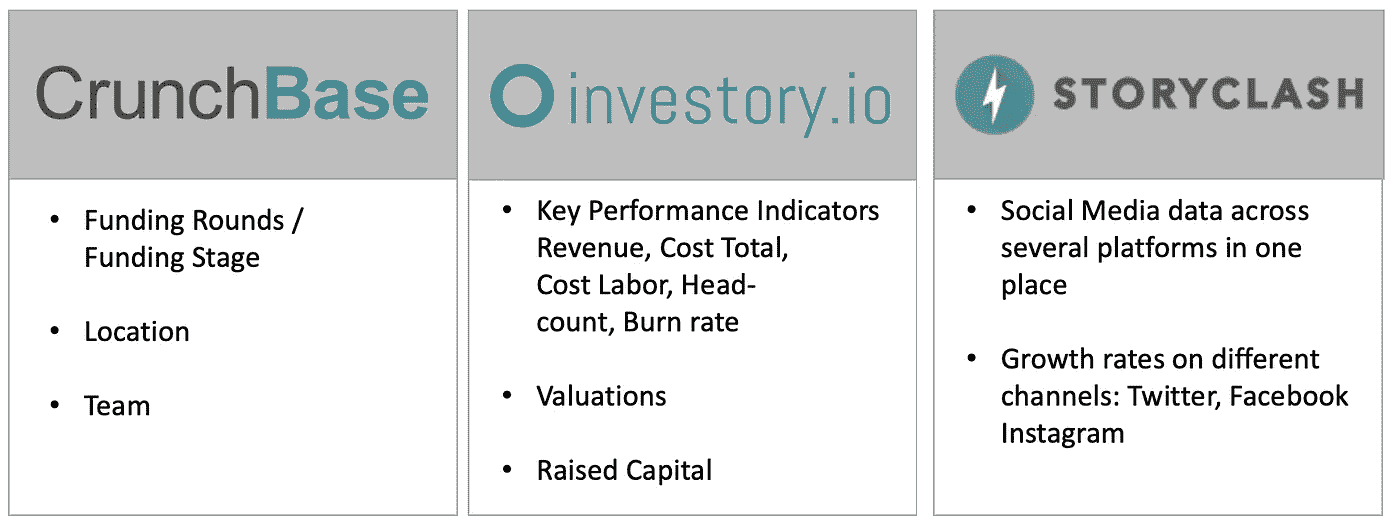 CrunchBase
• Funding Rounds /
Funding Stage
• Location
• Team
investory.io
• Key Performance Indicators
Revenue, Cost Total,
Cost Labor, Head-
count, Burn rate
• Valuations
• Raised Capital
STORYCLASH
• Social Media data across
several platforms in one
place
• Growth rates on different
channels: Twitter, Facebook
Instagram